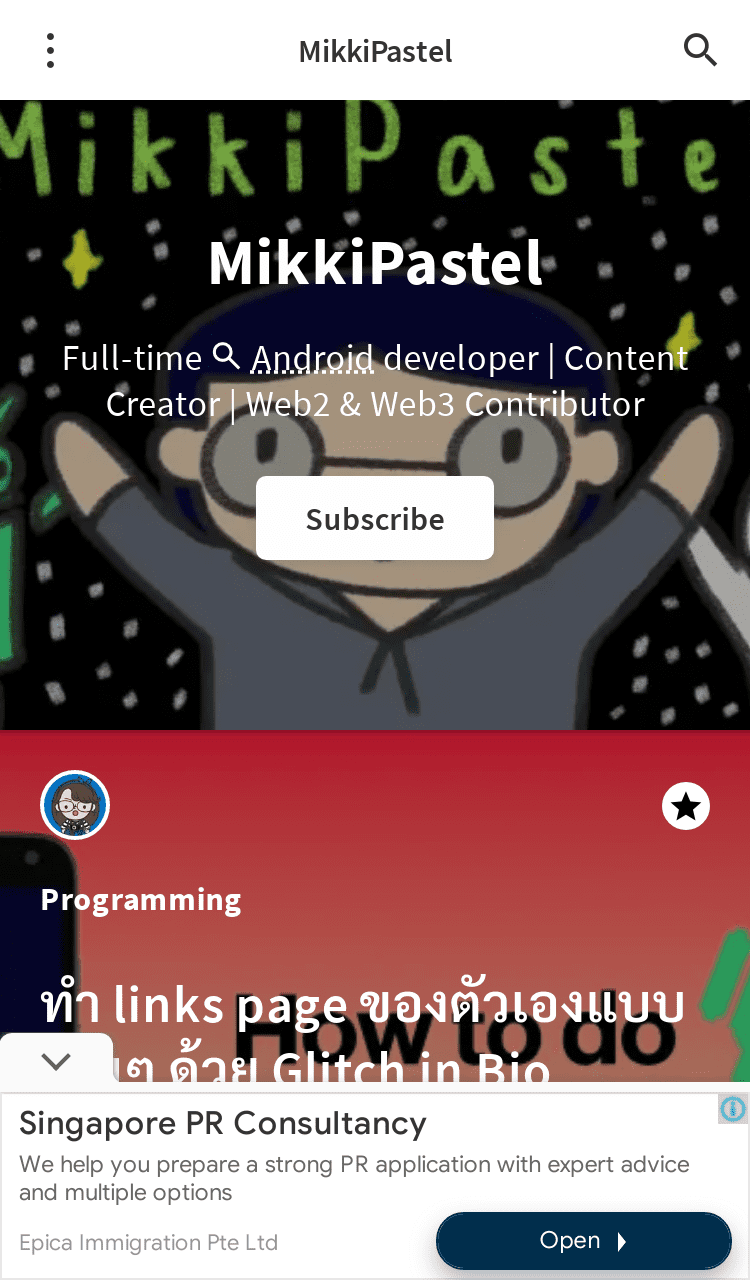 MikkiPastel
MikkiPaste
MikkiPastel
Full-time Android developer | Content
Creator | Web2 & Web3 Contributor
Subscribe
Programming
ทำ links page ของตัวเองแบบ
ด้วย Glitch in Bio
How to do
Singapore PR Consultancy
We help you prepare a strong PR application with expert advice
and multiple options
Epica Immigration Pte Ltd
Open